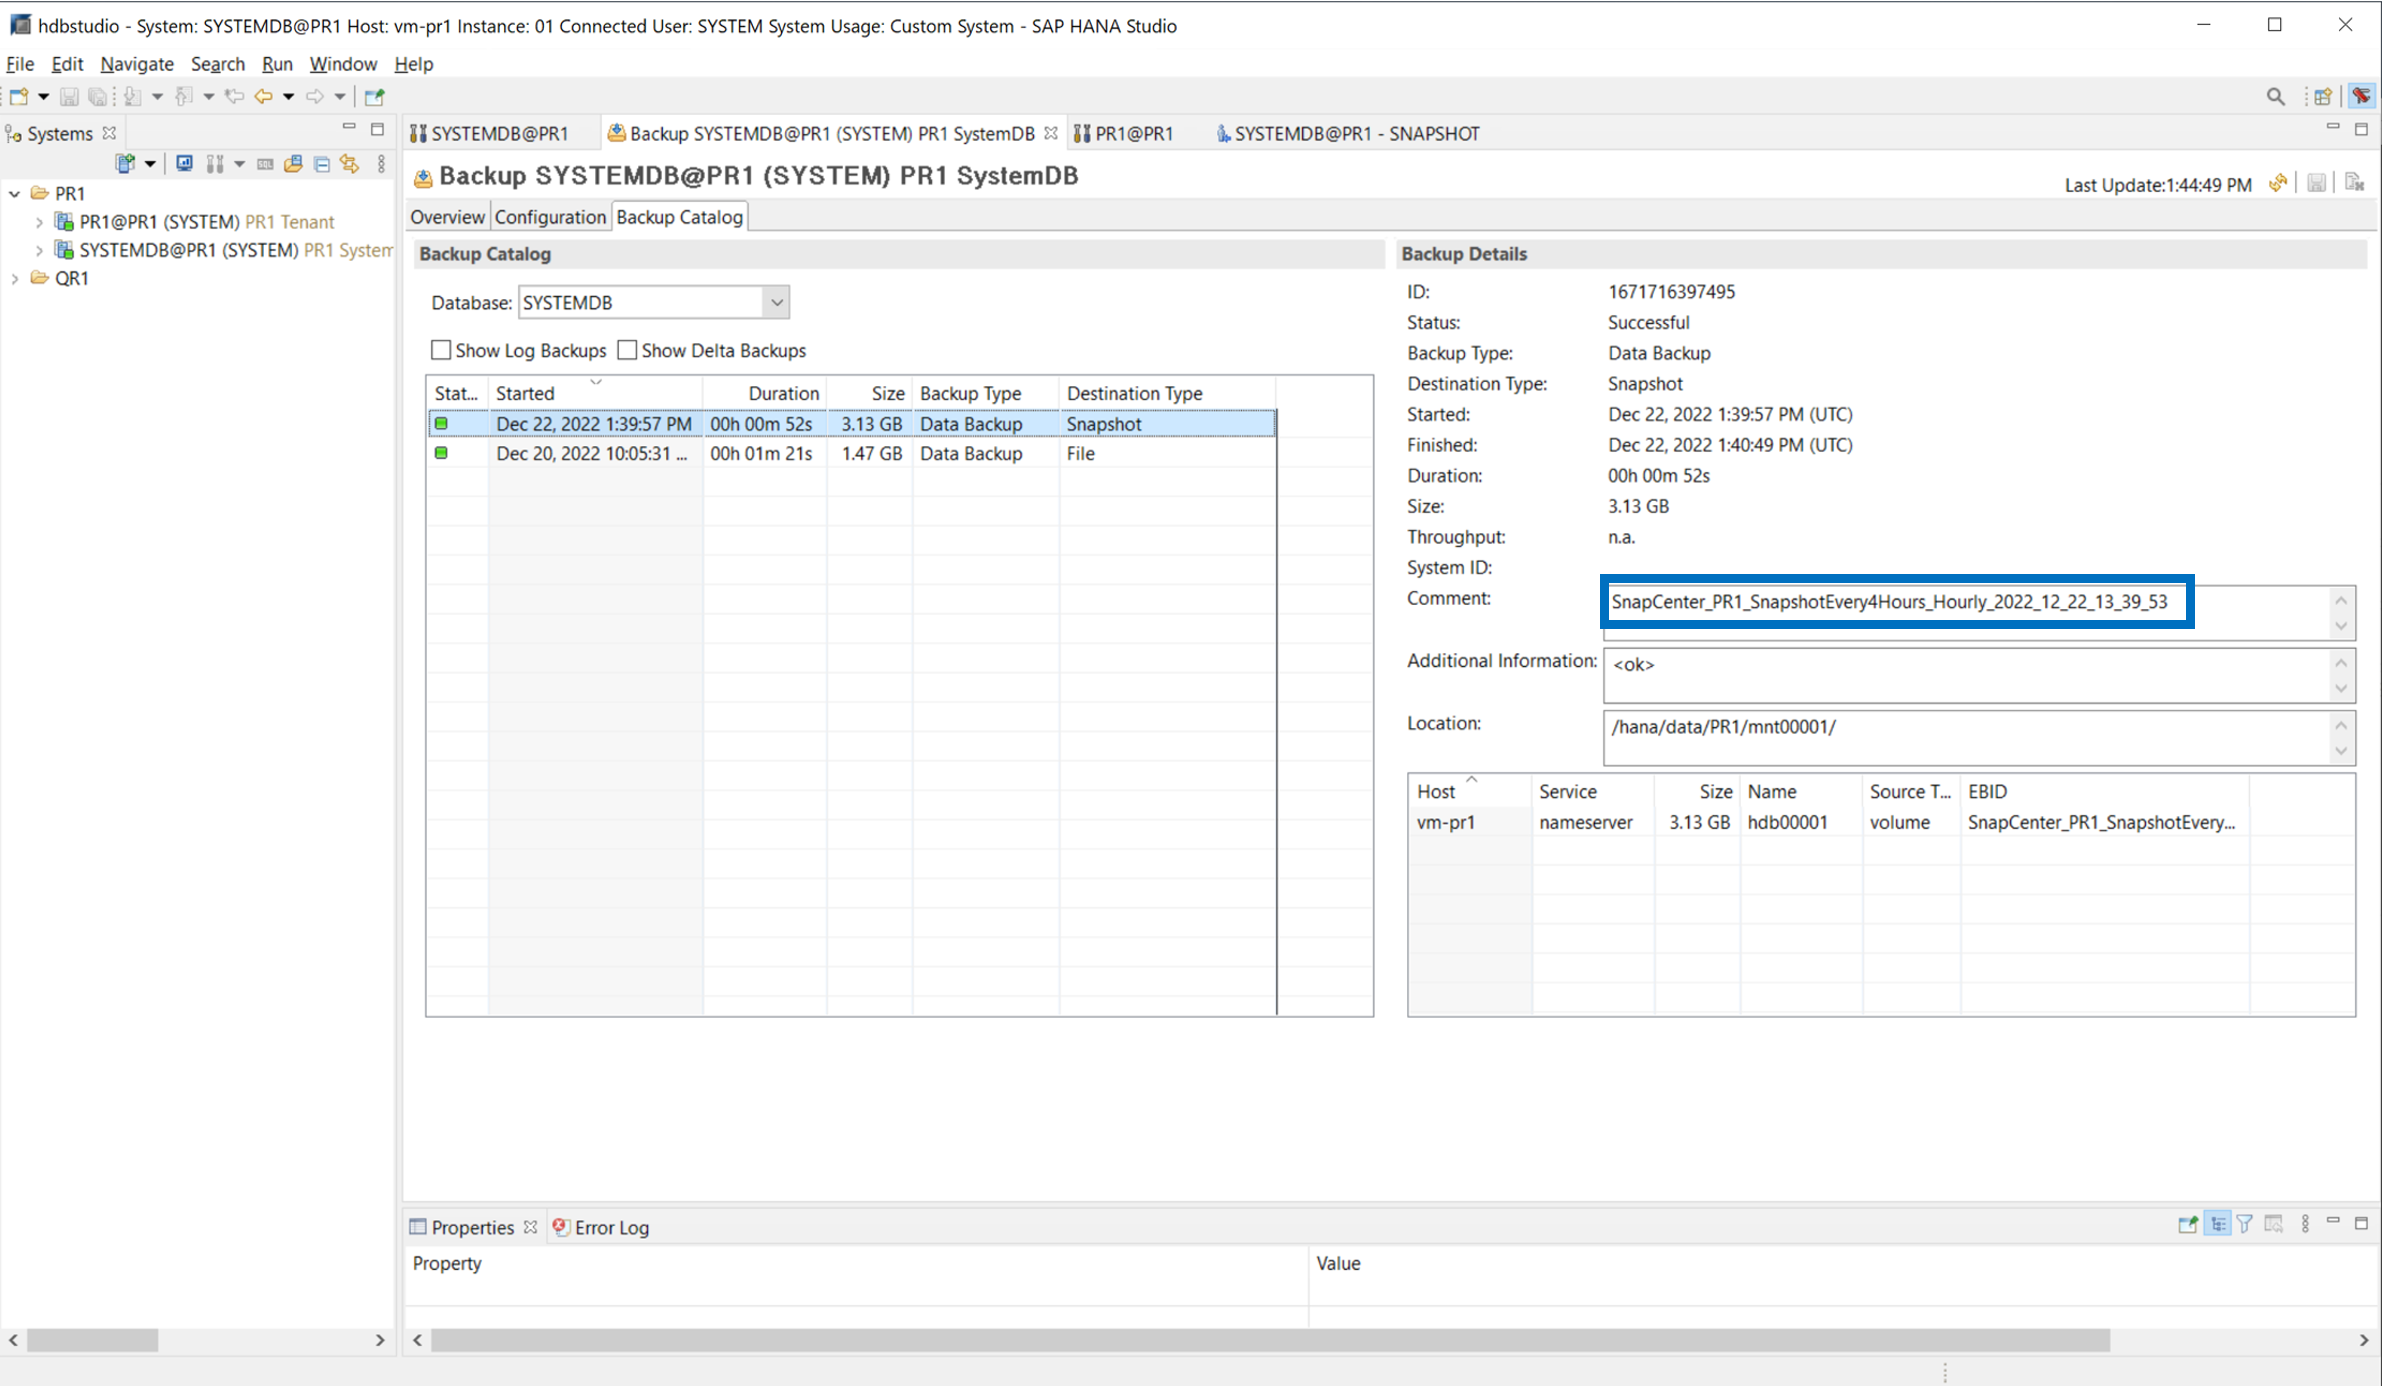 hdbstudio - System: SYSTEMDB@PR1 Host: vm-pr1 Instance: 01 Connected User: SYSTEM System Usage: Custom System - SAP HANA Studio
File Edit Navigate Search Run Window Help
Systems
SYSTEMDB@PR1 Backup SYSTEMDB@PR1 (SYSTEM) PR1 SystemDB PR1@PR1 SYSTEMDB@PR1 - SNAPSHOT
SQL
PR1
PR1@PR1 (SYSTEM) PR1 Tenant
SYSTEMDB@PR1 (SYSTEM) PR1 System
QR1
Backup SYSTEMDB@PR1 (SYSTEM) PR1 SystemDB
Last Update:1:44:49 PM
Overview Configuration Backup Catalog
Backup Catalog
Database: SYSTEMDB
Show Log Backups Show Delta Backups
Stat... Started Duration Size Backup Type Destination Type
Dec 22, 2022 1:39:57 PM 00h 00m 52s 3.13 GB Data Backup Snapshot
Dec 20, 2022 10:05:31 ... 00h 01m 21s 1.47 GB Data Backup File
Backup Details
ID: 1671716397495
Status: Successful
Backup Type: Data Backup
Destination Type: Snapshot
Started: Dec 22, 2022 1:39:57 PM (UTC)
Finished: Dec 22, 2022 1:40:49 PM (UTC)
Duration: 00h 00m 52s
Size: 3.13 GB
Throughput: n.a.
System ID:
Comment: SnapCenter_PR1_SnapshotEvery4Hours_Hourly_2022_12_22_13_39_53
Additional Information: <ok>
Location: /hana/data/PR1/mnt00001/
Host Service Size Name Source T... EBID
vm-pr1 nameserver 3.13 GB hdb00001 volume SnapCenter_PR1_SnapshotEvery...
Properties Error Log
Property Value